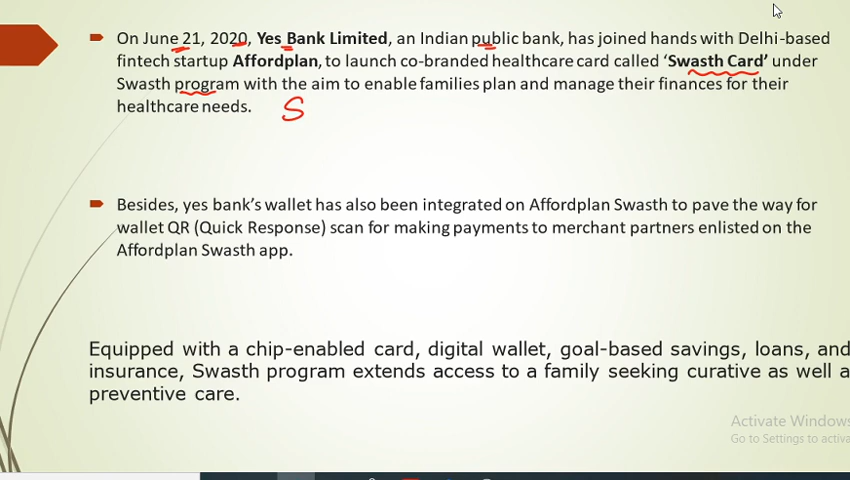 On June 21, 2020, Yes Bank Limited, an Indian public bank, has joined hands with Delhi-based
fintech startup Affordplan, to launch co-branded healthcare card called ‘Swasth Card’ under
Swasth program with the aim to enable families plan and manage their finances for their
healthcare needs. S
Besides, yes bank’s wallet has also been integrated on Affordplan Swasth to pave the way for
wallet QR (Quick Response) scan for making payments to merchant partners enlisted on the
Affordplan Swasth app.
Equipped with a chip-enabled card, digital wallet, goal-based savings, loans, and
insurance, Swasth program extends access to a family seeking curative as well a
preventive care.
Activate Windows
Go to Settings to activa